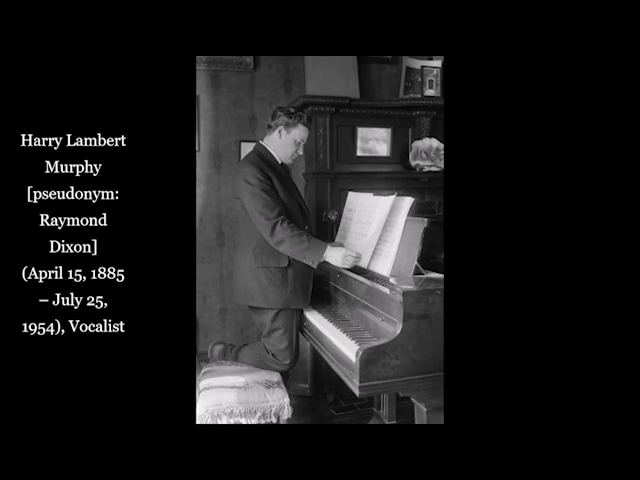 Harry Lambert
Murphy
[pseudonym:
Raymond
Dixon]
(April 15, 1885
– July 25,
1954), Vocalist